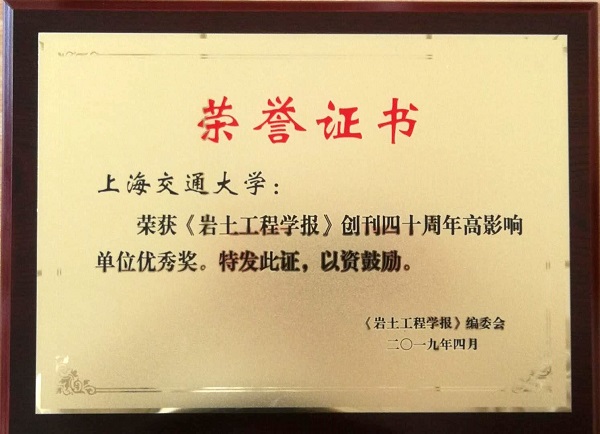 荣誉证书
上海交通大学：
荣获《岩土工程学报》创刊四十周年高影响
单位优秀奖。特发此证，以资鼓励。
《岩土工程学报》编委会
二〇一九年四月